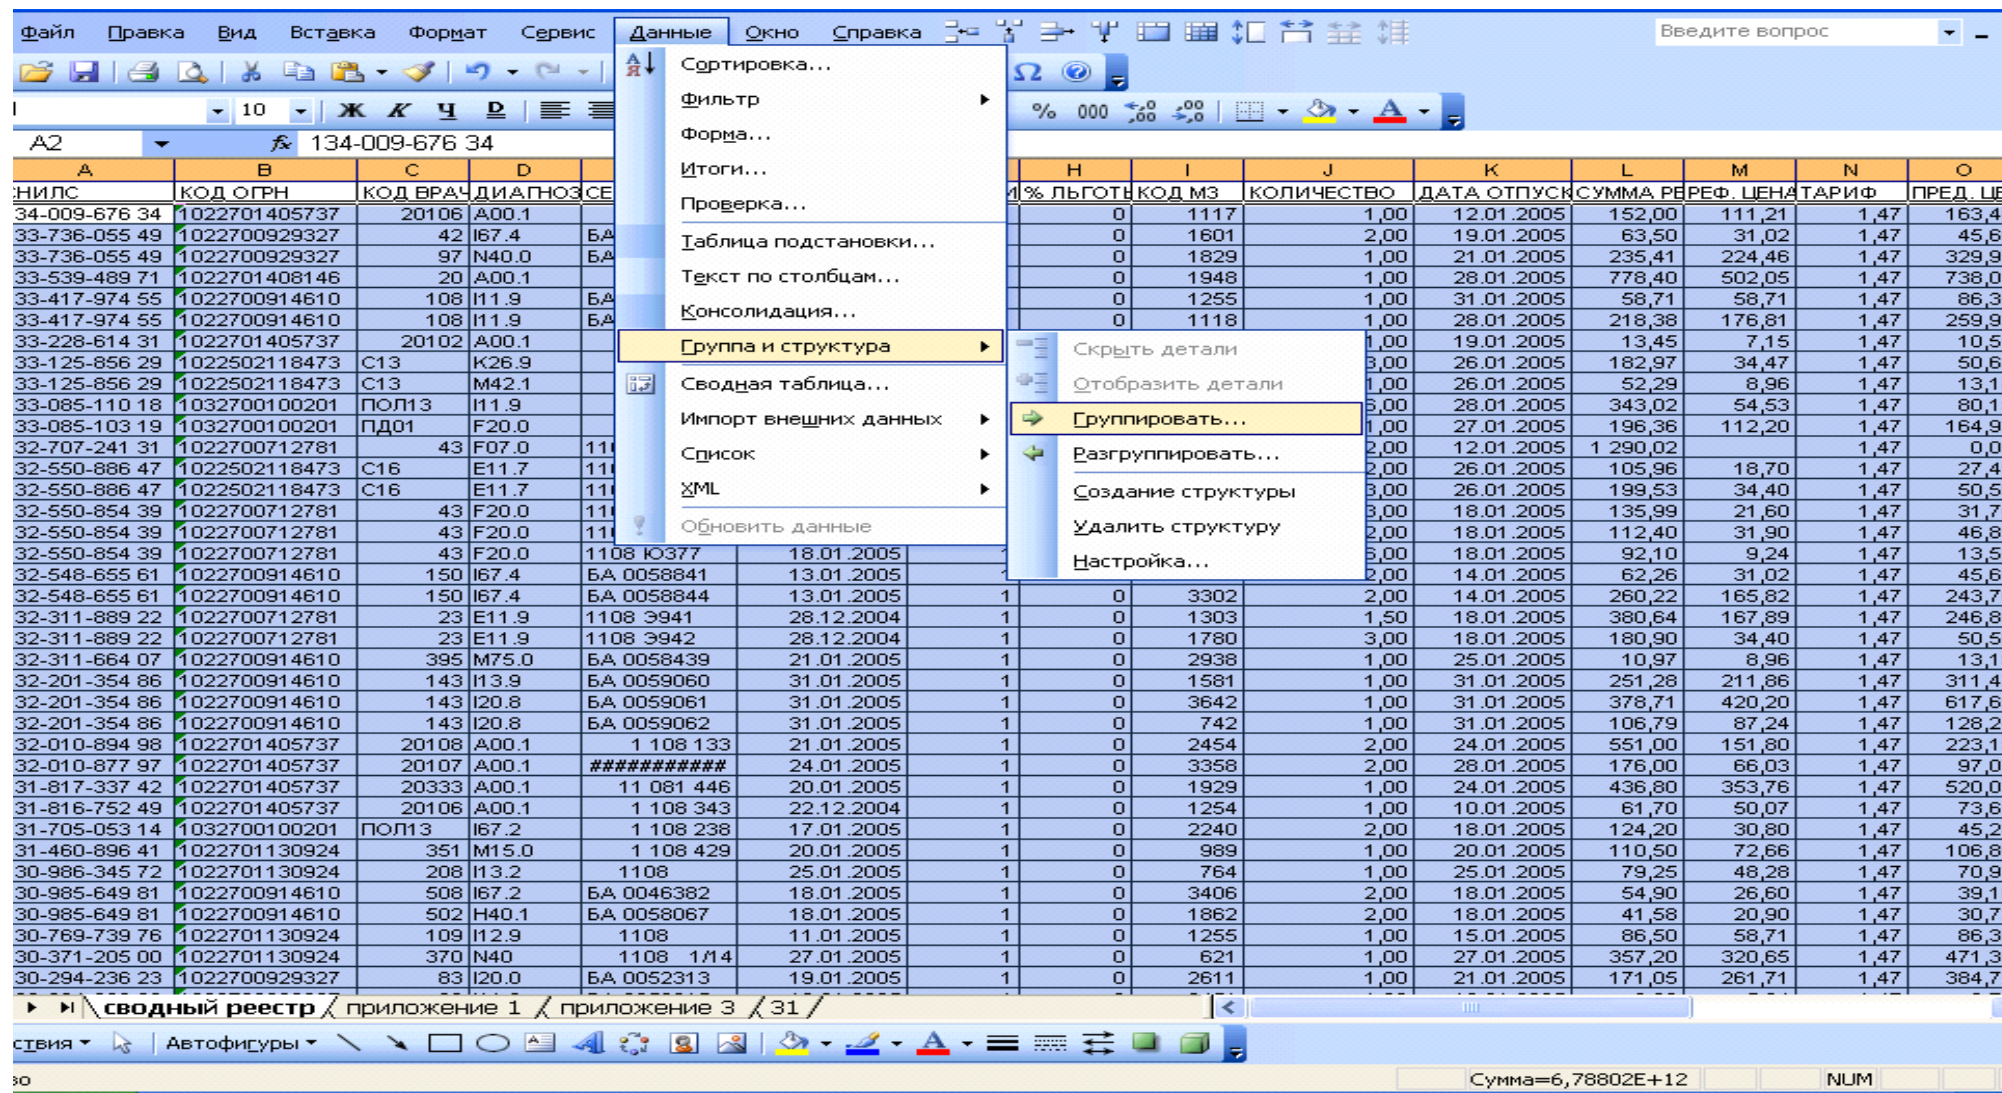 Файл Правка Вид Вставка Формат Сервис Данные Окно Справка Введите вопрос
10 Ж К Ч D % 000
A2 fx 134-009-676 34
Сортировка...
Фильтр
Форма...
Итоги...
Проверка...
Таблица подстановки...
Текст по столбцам...
Консолидация...
Группа и структура
Сводная таблица...
Импорт внешних данных
Список
XML
Обновить данные
Скрыть детали
Отобразить детали
Группировать...
Разгруппировать...
Создание структуры
Удалить структуру
Настройка...
A B C D H I J K L M N O
НИЛС КОД ОГРН КОД ВРАЧ ДИАГНОЗ СЕ И % ЛЬГОТЫ КОД МЗ КОЛИЧЕСТВО ДАТА ОТПУСК СУММА РЕ РЕФ. ЦЕНА ТАРИФ ПРЕД. ЦЕ
34-009-676 34 1022701405737 20106 A00.1 0 1117 1,00 12.01.2005 152,00 111,21 1,47 163,4
33-736-055 49 1022700929327 42 I67.4 БА 0 1601 2,00 19.01.2005 63,50 31,02 1,47 45,6
33-736-055 49 1022700929327 97 N40.0 БА 0 1829 1,00 21.01.2005 235,41 224,46 1,47 329,9
33-539-489 71 1022701408146 20 A00.1 0 1948 1,00 28.01.2005 778,40 502,05 1,47 738,0
33-417-974 55 1022700914610 108 I11.9 БА 0 1255 1,00 31.01.2005 58,71 58,71 1,47 86,3
33-417-974 55 1022700914610 108 I11.9 БА 0 1118 1,00 28.01.2005 218,38 176,81 1,47 259,9
33-228-614 31 1022701405737 20102 A00.1 1,00 19.01.2005 13,45 7,15 1,47 10,5
33-125-856 29 1022502118473 С13 K26.9 3,00 26.01.2005 182,97 34,47 1,47 50,6
33-125-856 29 1022502118473 С13 M42.1 1,00 26.01.2005 52,29 8,96 1,47 13,1
33-085-110 18 1032700100201 ПОЛ13 I11.9 6,00 28.01.2005 343,02 54,53 1,47 80,1
33-085-103 19 1032700100201 ПД01 F20.0 1,00 27.01.2005 196,36 112,20 1,47 164,9
32-707-241 31 1022700712781 43 F07.0 11 2,00 12.01.2005 1 290,02 1,47 0,0
32-550-886 47 1022502118473 С16 E11.7 11 2,00 26.01.2005 105,96 18,70 1,47 27,4
32-550-886 47 1022502118473 С16 E11.7 11 3,00 26.01.2005 199,53 34,40 1,47 50,5
32-550-854 39 1022700712781 43 F20.0 11 3,00 18.01.2005 135,99 21,60 1,47 31,7
32-550-854 39 1022700712781 43 F20.0 11 2,00 18.01.2005 112,40 31,90 1,47 46,8
32-550-854 39 1022700712781 43 F20.0 1108 Ю377 18.01.2005 6,00 18.01.2005 92,10 9,24 1,47 13,5
32-548-655 61 1022700914610 150 I67.4 БА 0058841 13.01.2005 2,00 14.01.2005 62,26 31,02 1,47 45,6
32-548-655 61 1022700914610 150 I67.4 БА 0058844 13.01.2005 1 0 3302 2,00 14.01.2005 260,22 165,82 1,47 243,7
32-311-889 22 1022700712781 23 E11.9 1108 Э941 28.12.2004 1 0 1303 1,50 18.01.2005 380,64 167,89 1,47 246,8
32-311-889 22 1022700712781 23 E11.9 1108 Э942 28.12.2004 1 0 1780 3,00 18.01.2005 180,90 34,40 1,47 50,5
32-311-664 07 1022700914610 395 M75.0 БА 0058439 21.01.2005 1 0 2938 1,00 25.01.2005 10,97 8,96 1,47 13,1
32-201-354 86 1022700914610 143 I13.9 БА 0059060 31.01.2005 1 0 1581 1,00 31.01.2005 251,28 211,86 1,47 311,4
32-201-354 86 1022700914610 143 I20.8 БА 0059061 31.01.2005 1 0 3642 1,00 31.01.2005 378,71 420,20 1,47 617,6
32-201-354 86 1022700914610 143 I20.8 БА 0059062 31.01.2005 1 0 742 1,00 31.01.2005 106,79 87,24 1,47 128,2
32-010-894 98 1022701405737 20108 A00.1 1 108 133 21.01.2005 1 0 2454 2,00 24.01.2005 551,00 151,80 1,47 223,1
32-010-877 97 1022701405737 20107 A00.1 ########### 24.01.2005 1 0 3358 2,00 28.01.2005 176,00 66,03 1,47 97,0
31-817-337 42 1022701405737 20333 A00.1 11 081 446 20.01.2005 1 0 1929 1,00 24.01.2005 436,80 353,76 1,47 520,0
31-816-752 49 1022701405737 20106 A00.1 1 108 343 22.12.2004 1 0 1254 1,00 10.01.2005 61,70 50,07 1,47 73,6
31-705-053 14 1032700100201 ПОЛ13 I67.2 1 108 238 17.01.2005 1 0 2240 2,00 18.01.2005 124,20 30,80 1,47 45,2
31-460-896 41 1022701130924 351 M15.0 1 108 429 20.01.2005 1 0 989 1,00 20.01.2005 110,50 72,66 1,47 106,8
30-986-345 72 1022701130924 208 I13.2 1108 25.01.2005 1 0 764 1,00 25.01.2005 79,25 48,28 1,47 70,9
30-985-649 81 1022700914610 508 I67.2 БА 0046382 18.01.2005 1 0 3406 2,00 18.01.2005 54,90 26,60 1,47 39,1
30-985-649 81 1022700914610 502 H40.1 БА 0058067 18.01.2005 1 0 1862 2,00 18.01.2005 41,58 20,90 1,47 30,7
30-769-739 76 1022701130924 109 I12.9 1108 11.01.2005 1 0 1255 1,00 15.01.2005 86,50 58,71 1,47 86,3
30-371-205 00 1022701130924 370 N40 1108 1/14 27.01.2005 1 0 621 1,00 27.01.2005 357,20 320,65 1,47 471,3
30-294-236 23 1022700929327 83 I20.0 БА 0052313 19.01.2005 1 0 2611 1,00 21.01.2005 171,05 261,71 1,47 384,7
сводный реестр приложение 1 приложение 3 31
ствия Автофигуры
во Сумма=6,78802E+12 NUM